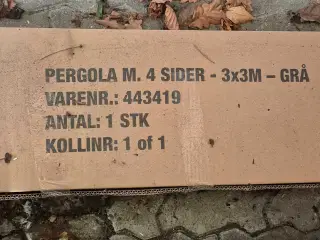 PERGOLA M. 4 SIDER - 3x3M – GRÅ
VARENR.: 443419
ANTAL: 1 STK
KOLLINR: 1 of 1